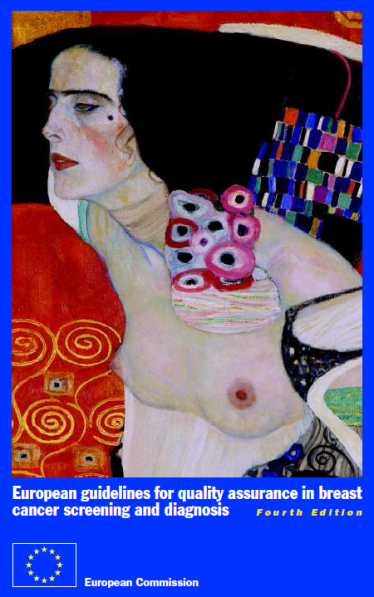 European guidelines for quality assurance in breast
cancer screening and diagnosis Fourth Edition
European Commission